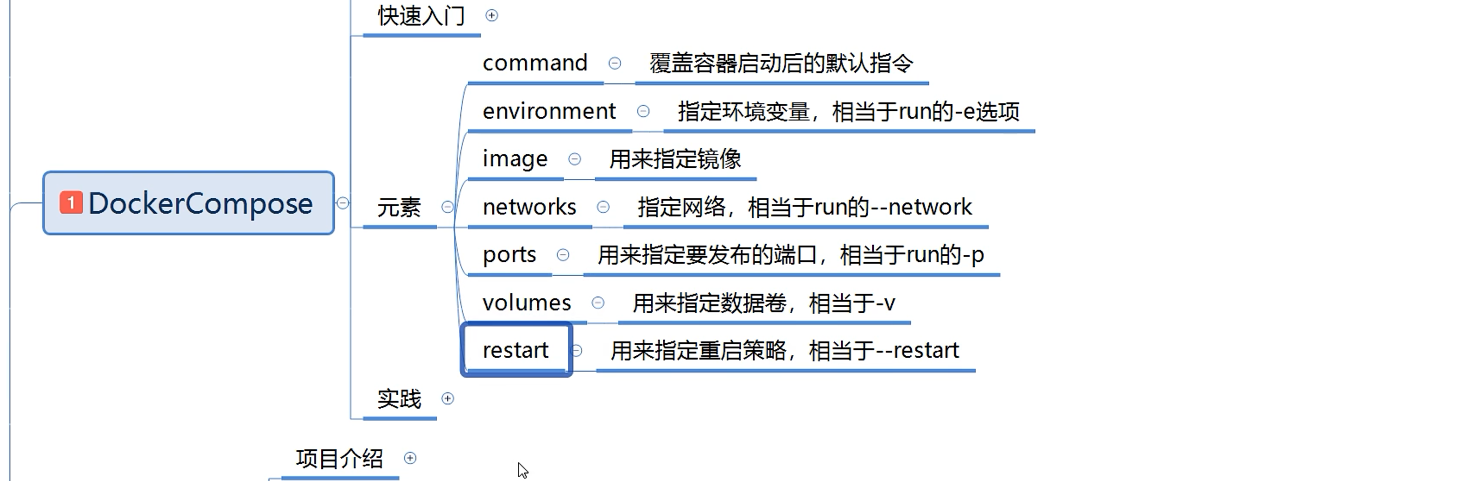 快速入门
command
覆盖容器启动后的默认指令
environment
指定环境变量，相当于run的-e选项
image
用来指定镜像
1
DockerCompose
元素
networks
指定网络，相当于run的--network
ports
用来指定要发布的端口，相当于run的-p
volumes
用来指定数据卷，相当于-v
restart
用来指定重启策略，相当于--restart
实践
项目介绍